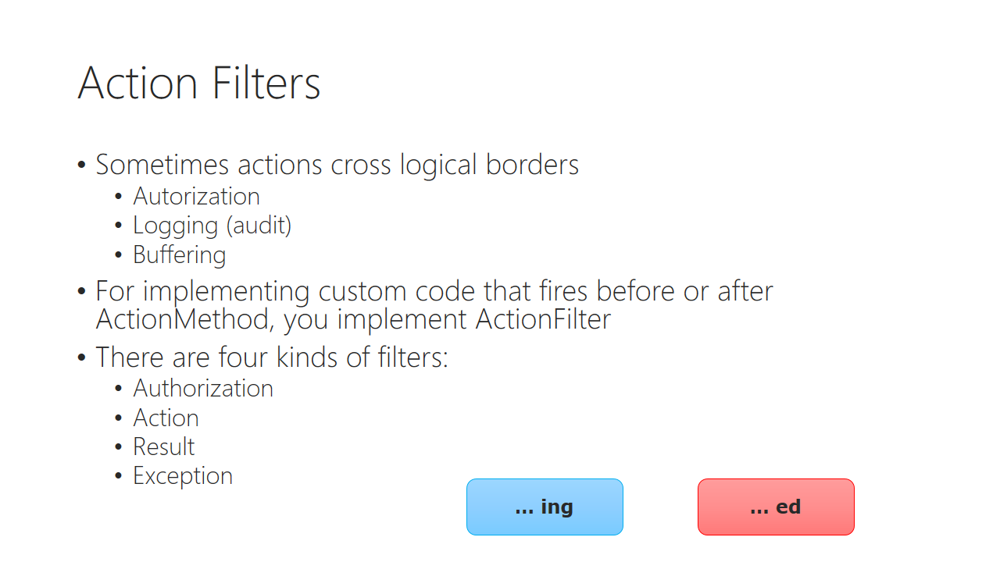 Action Filters
• Sometimes actions cross logical borders
• Autorization
• Logging (audit)
• Buffering
• For implementing custom code that fires before or after
ActionMethod, you implement ActionFilter
• There are four kinds of filters:
• Authorization
• Action
• Result
• Exception
... ing
... ed